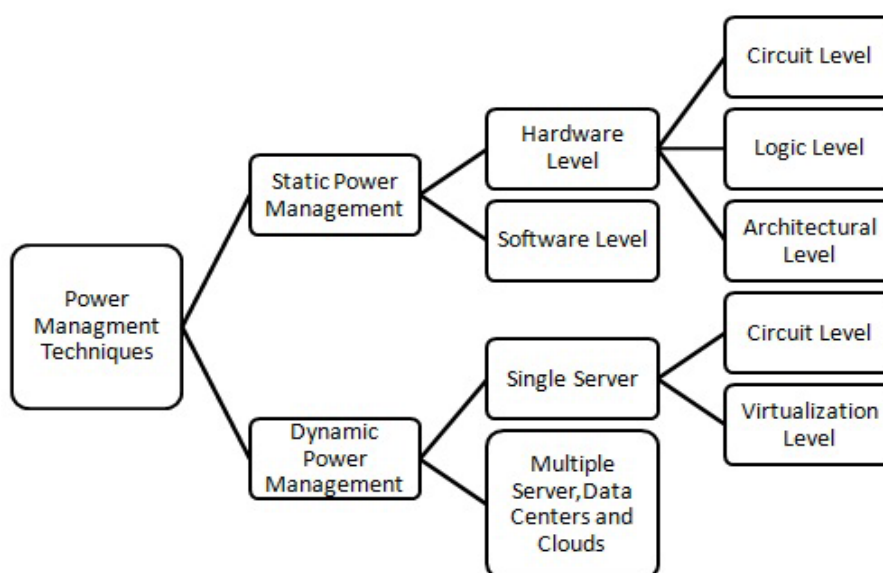 Power
Managment
Techniques
Static Power
Management
Hardware
Level
Circuit Level
Logic Level
Architectural
Level
Software Level
Dynamic
Power
Management
Single Server
Circuit Level
Virtualization
Level
Multiple
Server,Data
Centers and
Clouds